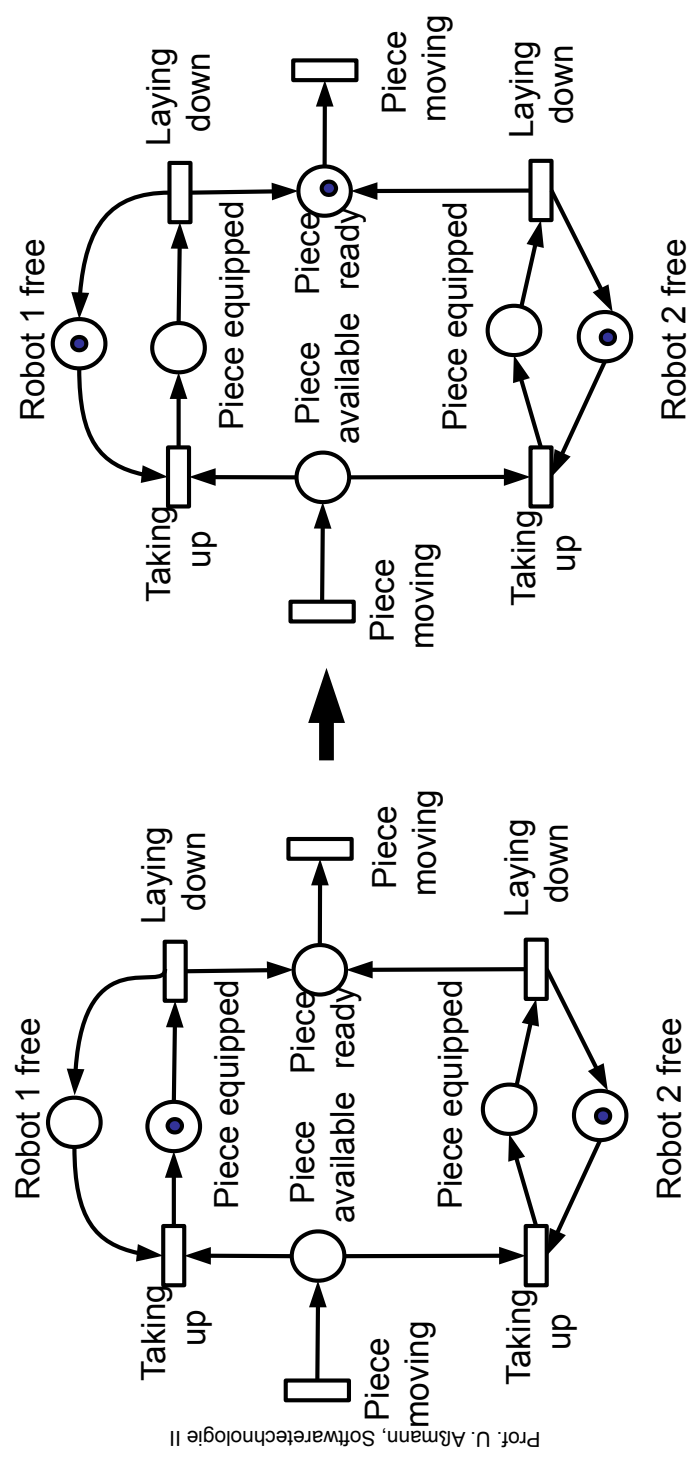 Robot 1 free
Taking
up
Laying
down
Piece equipped
Piece
moving
Piece
available
Piece
ready
Piece
moving
Piece equipped
Taking
up
Laying
down
Robot 2 free
Robot 1 free
Taking
up
Laying
down
Piece equipped
Piece
moving
Piece
available
Piece
ready
Piece
moving
Piece equipped
Taking
up
Laying
down
Robot 2 free
Prof. U. Aßmann, Softwaretechnologie II